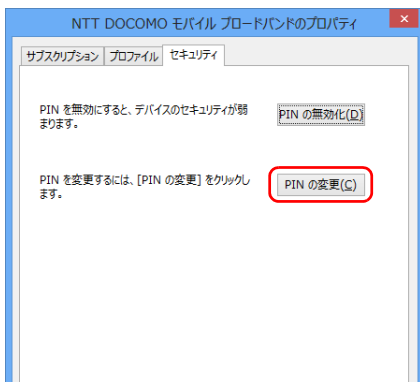 NTT DOCOMO モバイル ブロードバンドのプロパティ
サブスクリプション プロファイル セキュリティ
PIN を無効にすると、デバイスのセキュリティが弱
まります。
PIN の無効化(D)
PIN を変更するには、[PIN の変更] をクリックし
ます。
PIN の変更(C)